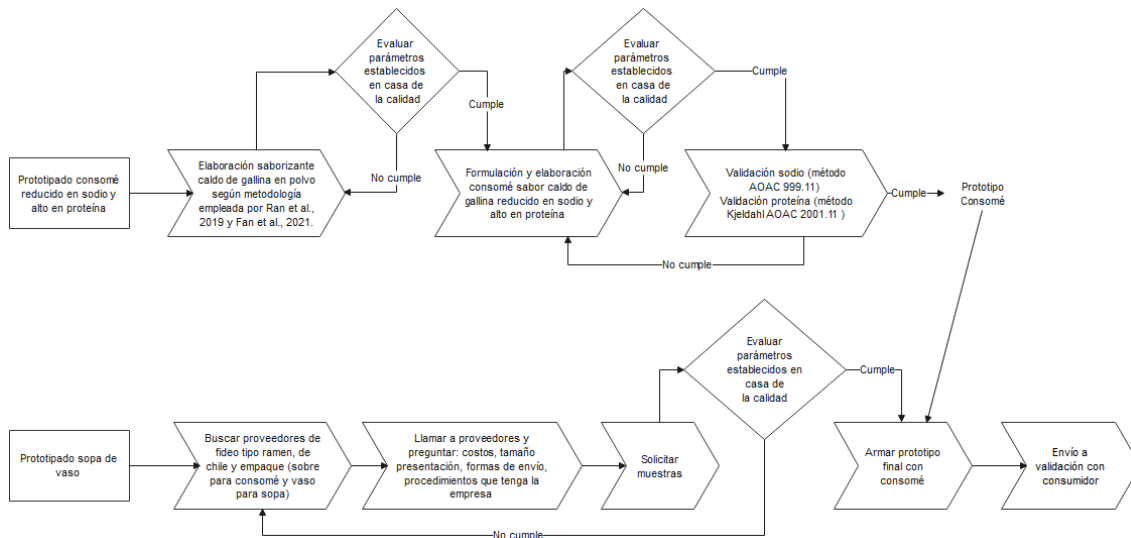 Prototipado consomé
reducido en sodio y
alto en proteína
Elaboración saborizante
caldo de gallina en polvo
según metodología
empleada por Ran et al.,
2019 y Fan et al., 2021.
Evaluar
parámetros
establecidos
en casa de
la calidad
No cumple
Cumple
Formulación y elaboración
consomé sabor caldo de
gallina reducido en sodio y
alto en proteína
Evaluar
parámetros
establecidos
en casa de
la calidad
No cumple
Cumple
Validación sodio (método
AOAC 999.11)
Validación proteína (método
Kjeldahl AOAC 2001.11 )
No cumple
Cumple
Prototipo
Consomé
Prototipado sopa de
vaso
Buscar proveedores de
fideo tipo ramen, de
chile y empaque (sobre
para consomé y vaso
para sopa)
Llamar a proveedores y
preguntar: costos, tamaño
presentación, formas de envío,
procedimientos que tenga la
empresa
Solicitar
muestras
Evaluar
parámetros
establecidos en
casa de
la calidad
No cumple
Cumple
Armar prototipo
final con
consomé
Envío a
validación con
consumidor